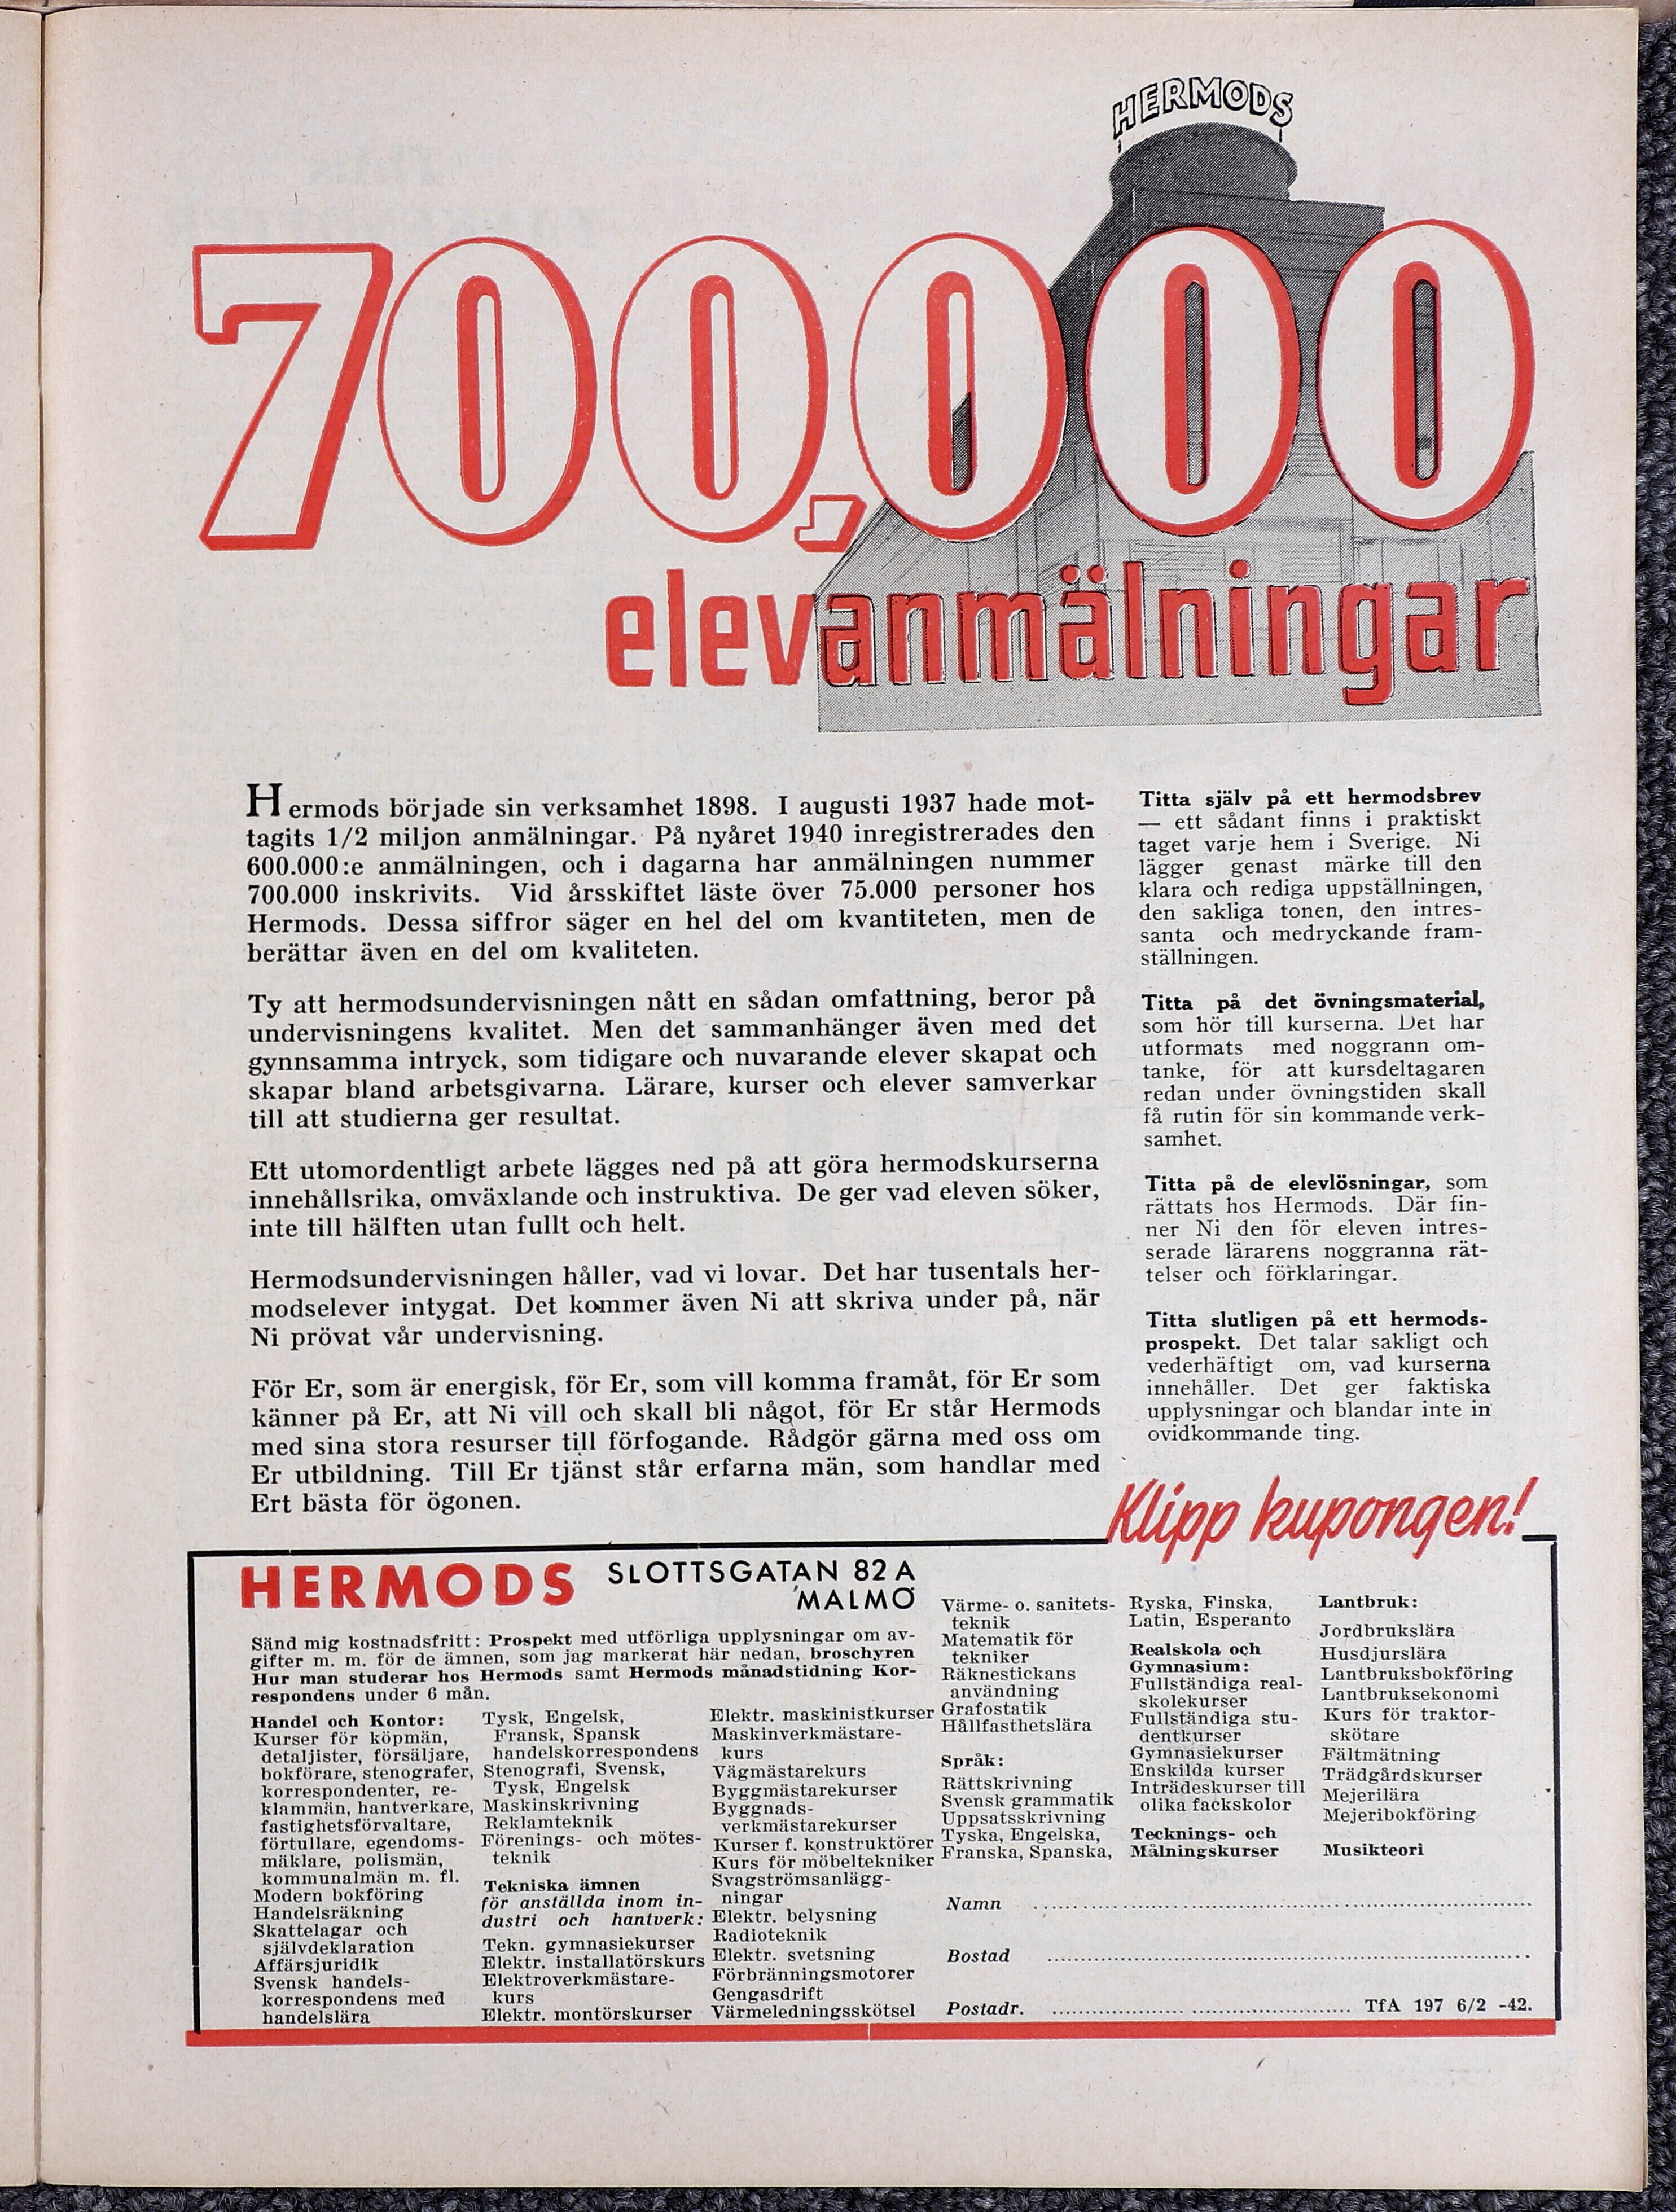 HERMODS
700,000
elevanmälningar
Hermods började sin verksamhet 1898. I augusti 1937 hade mot-
tagits 1/2 miljon anmälningar. På nyåret 1940 inregistrerades den
600.000:e anmälningen, och i dagarna har anmälningen nummer
700.000 inskrivits. Vid årsskiftet läste över 75.000 personer hos
Hermods. Dessa siffror säger en hel del om kvantiteten, men de
berättar även en del om kvaliteten.
Ty att hermodsundervisningen nått en sådan omfattning, beror på
undervisningens kvalitet. Men det sammanhänger även med det
gynnsamma intryck, som tidigare och nuvarande elever skapat och
skapar bland arbetsgivarna. Lärare, kurser och elever samverkar
till att studierna ger resultat.
Ett utomordentligt arbete lägges ned på att göra hermodskurserna
innehållsrika, omväxlande och instruktiva. De ger vad eleven söker,
inte till hälften utan fullt och helt.
Hermodsundervisningen håller, vad vi lovar. Det har tusentals her-
modselever intygat. Det kommer även Ni att skriva under på, när
Ni prövat vår undervisning.
För Er, som är energisk, för Er, som vill komma framåt, för Er som
känner på Er, att Ni vill och skall bli något, för Er står Hermods
med sina stora resurser till förfogande. Rådgör gärna med oss om
Er utbildning. Till Er tjänst står erfarna män, som handlar med
Ert bästa för ögonen.
Titta själv på ett hermodsbrev
— ett sådant finns i praktiskt
taget varje hem i Sverige. Ni
lägger genast märke till den
klara och rediga uppställningen,
den sakliga tonen, den intres-
santa och medryckande fram-
ställningen.
Titta på det övningsmaterial,
som hör till kurserna. Det har
utformats med noggrann om-
tanke, för att kursdeltagaren
redan under övningstiden skall
få rutin för sin kommande verk-
samhet.
Titta på de elevlösningar, som
rättats hos Hermods. Där fin-
ner Ni den för eleven intres-
serade lärarens noggranna rät-
telser och förklaringar.
Titta slutligen på ett hermods-
prospekt. Det talar sakligt och
vederhäftigt om, vad kurserna
innehåller. Det ger faktiska
upplysningar och blandar inte in
ovidkommande ting.
Klipp kupongen!
HERMODS SLOTTSGATAN 82 A
MALMÖ
Sänd mig kostnadsfritt: Prospekt med utförliga upplysningar om av-
gifter m. m. för de ämnen, som jag markerat här nedan, broschyren
Hur man studerar hos Hermods samt Hermods månadstidning Kor-
respondens under 6 mån.
Handel och Kontor:
Kurser för köpmän,
detaljister, försäljare,
bokförare, stenografer,
korrespondenter, re-
klammän, hantverkare,
fastighetsförvaltare,
förtullare, egendoms-
mäklare, polismän,
kommunalmän m. fl.
Modern bokföring
Handelsräkning
Skattelagar och
självdeklaration
Affärsjuridik
Svensk handels-
korrespondens med
handelslära
Tysk, Engelsk,
Fransk, Spansk
handelskorrespondens
Stenografi, Svensk,
Tysk, Engelsk
Maskinskrivning
Reklamteknik
Förenings- och mötes-
teknik
Tekniska ämnen
för anställda inom in-
dustri och hantverk:
Tekn. gymnasiekurser
Elektr. installatörskurs
Elektroverkmästare-
kurs
Elektr. montörskurser
Elektr. maskinistkurser
Maskinverkmästare-
kurs
Vägmästarekurs
Byggmästarekurser
Byggnads-
verkmästarekurser
Kurser f. konstruktörer
Kurs för möbeltekniker
Svagströmsanlägg-
ningar
Elektr. belysning
Radioteknik
Elektr. svetsning
Förbränningsmotorer
Gengasdrift
Värmeledningsskötsel
Värme- o. sanitets-
teknik
Matematik för
tekniker
Räknestickans
användning
Grafostatik
Hållfasthetslära
Språk:
Rättskrivning
Svensk grammatik
Uppsatsskrivning
Tyska, Engelska,
Franska, Spanska,
Ryska, Finska,
Latin, Esperanto
Realskola och
Gymnasium:
Fullständiga real-
skolekurser
Fullständiga stu-
dentkurser
Gymnasiekurser
Enskilda kurser
Inträdeskurser till
olika fackskolor
Tecknings- och
Målningskurser
Lantbruk:
Jordbrukslära
Husdjurslära
Lantbruksbokföring
Lantbruksekonomi
Kurs för traktor-
skötare
Fältmätning
Trädgårdskurser
Mejerilära
Mejeribokföring
Musikteori
Namn
Bostad
Postadr. TfA 197 6/2 -42.